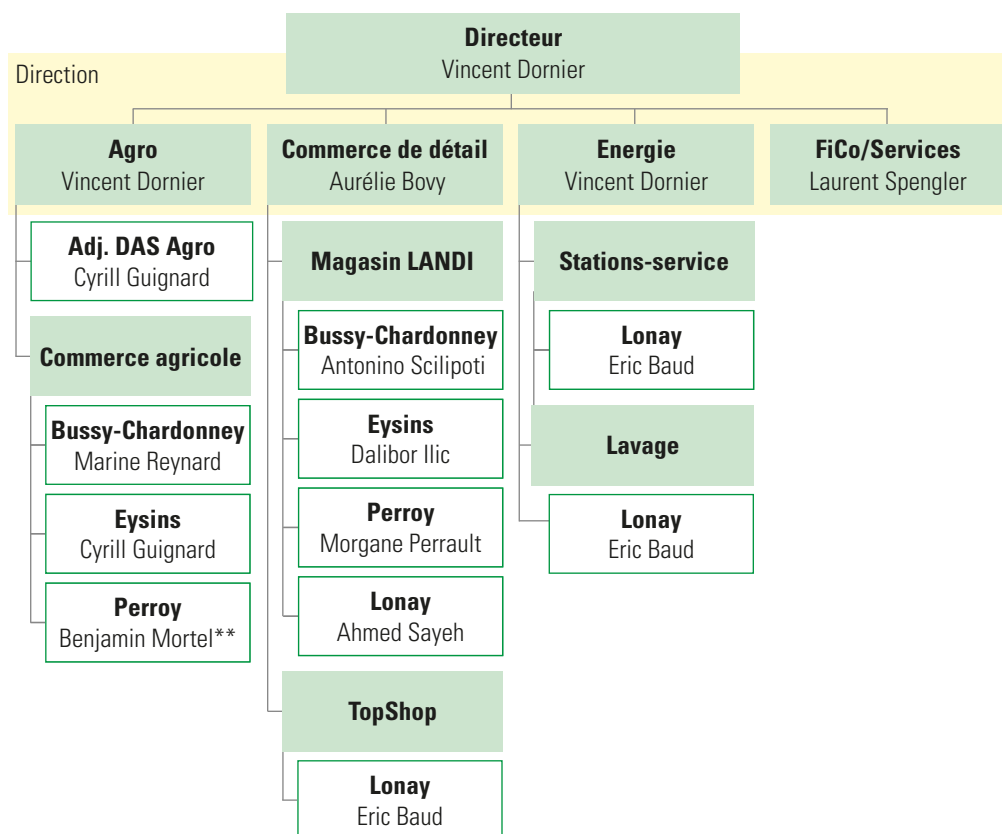 Directeur
Vincent Dornier
Direction
Agro
Vincent Dornier
Commerce de détail
Aurélie Bovy
Energie
Vincent Dornier
FiCo/Services
Laurent Spengler
Adj. DAS Agro
Cyrill Guignard
Commerce agricole
Bussy-Chardonney
Marine Reynard
Eysins
Cyrill Guignard
Perroy
Benjamin Mortel**
Magasin LANDI
Bussy-Chardonney
Antonino Scilipoti
Eysins
Dalibor Ilic
Perroy
Morgane Perrault
Lonay
Ahmed Sayeh
TopShop
Lonay
Eric Baud
Stations-service
Lonay
Eric Baud
Lavage
Lonay
Eric Baud